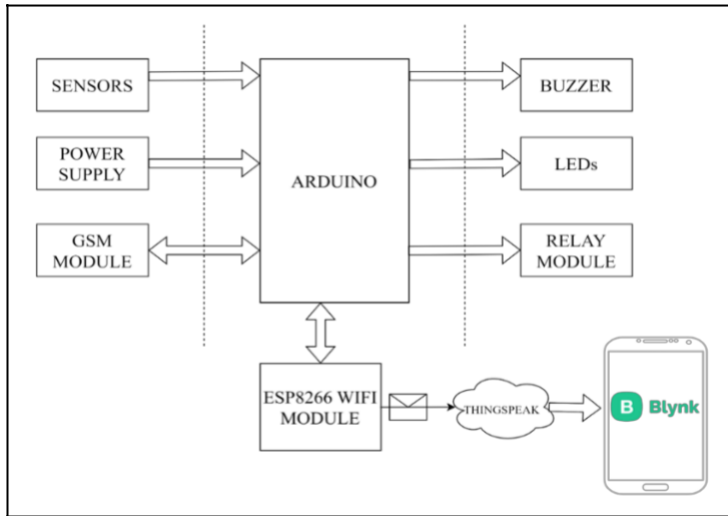 SENSORS
POWER
SUPPLY
GSM
MODULE
ARDUINO
BUZZER
LEDs
RELAY
MODULE
ESP8266 WIFI
MODULE
THINGSPEAK
B Blynk